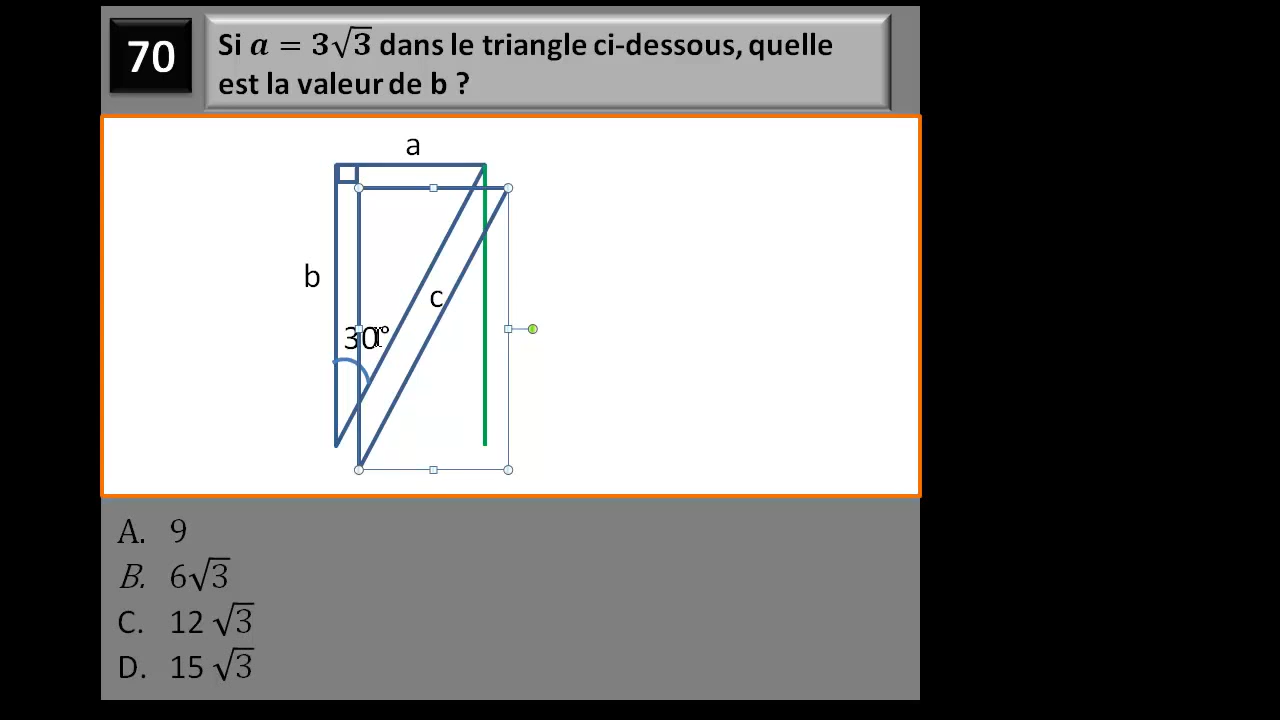 70
Si a = 3√3 dans le triangle ci-dessous, quelle
est la valeur de b ?
a
b
c
30°
A. 9
B. 6√3
C. 12 √3
D. 15 √3